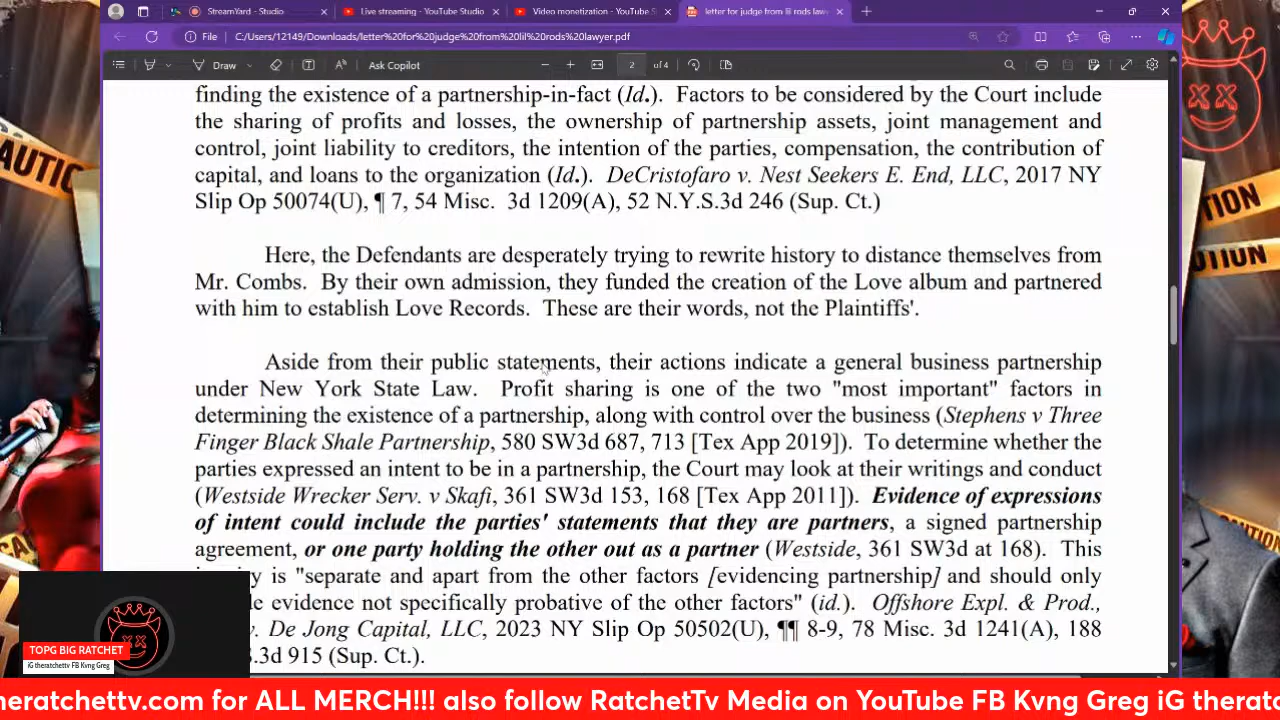 StreamYard - Studio
Live streaming - YouTube Studio
Video monetization - YouTube S
letter for judge from lil rods law
File
C:/Users/12149/Downloads/letter%20for%20judge%20from%20lil%20rods%20lawyer.pdf
Draw
Ask Copilot
2
of 4
finding the existence of a partnership-in-fact (Id.). Factors to be considered by the Court include
the sharing of profits and losses, the ownership of partnership assets, joint management and
control, joint liability to creditors, the intention of the parties, compensation, the contribution of
capital, and loans to the organization (Id.). DeCristofaro v. Nest Seekers E. End, LLC, 2017 NY
Slip Op 50074(U), ¶ 7, 54 Misc. 3d 1209(A), 52 N.Y.S.3d 246 (Sup. Ct.)
Here, the Defendants are desperately trying to rewrite history to distance themselves from
Mr. Combs. By their own admission, they funded the creation of the Love album and partnered
with him to establish Love Records. These are their words, not the Plaintiffs'.
Aside from their public statements, their actions indicate a general business partnership
under New York State Law. Profit sharing is one of the two "most important" factors in
determining the existence of a partnership, along with control over the business (Stephens v Three
Finger Black Shale Partnership, 580 SW3d 687, 713 [Tex App 2019]). To determine whether the
parties expressed an intent to be in a partnership, the Court may look at their writings and conduct
(Westside Wrecker Serv. v Skafi, 361 SW3d 153, 168 [Tex App 2011]). Evidence of expressions
of intent could include the parties' statements that they are partners, a signed partnership
agreement, or one party holding the other out as a partner (Westside, 361 SW3d at 168). This
is "separate and apart from the other factors [evidencing partnership] and should only
evidence not specifically probative of the other factors" (id.). Offshore Expl. & Prod.,
De Jong Capital, LLC, 2023 NY Slip Op 50502(U), ¶¶ 8-9, 78 Misc. 3d 1241(A), 188
.3d 915 (Sup. Ct.).
CAUTION
TION
UTION
TOPG BIG RATCHET
iG theratchettv FB Kvng Greg
heratchettv.com for ALL MERCH!!! also follow RatchetTv Media on YouTube FB Kvng Greg iG theratc